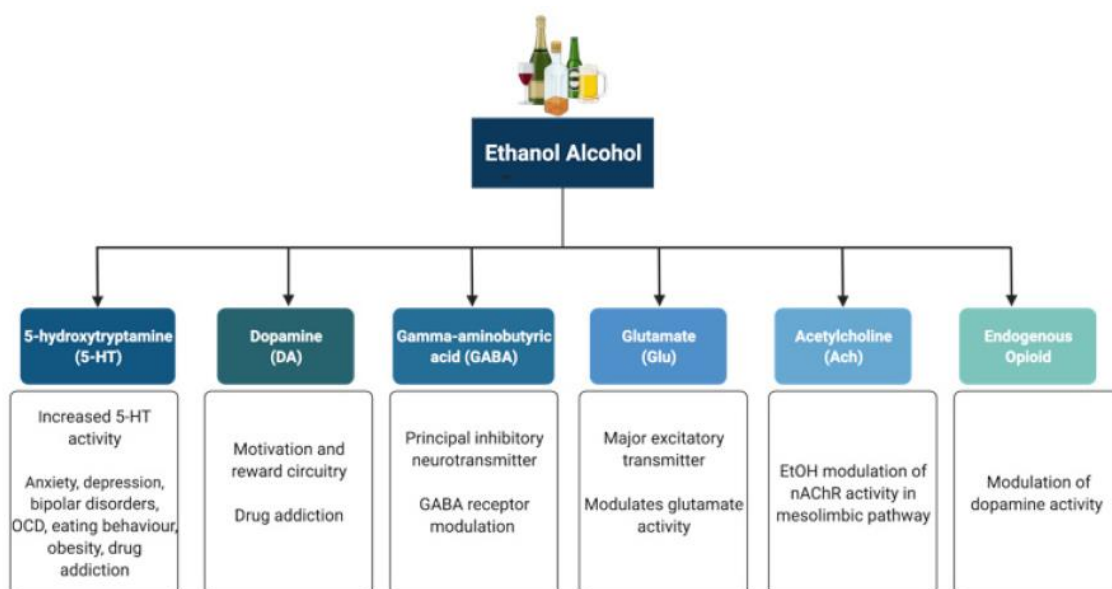 Ethanol Alcohol
5-hydroxytryptamine
(5-HT)
Dopamine
(DA)
Gamma-aminobutyric
acid (GABA)
Glutamate
(Glu)
Acetylcholine
(Ach)
Endogenous
Opioid
Increased 5-HT
activity
Anxiety, depression,
bipolar disorders,
OCD, eating behaviour,
obesity, drug
addiction
Motivation and
reward circuitry
Drug addiction
Principal inhibitory
neurotransmitter
GABA receptor
modulation
Major excitatory
transmitter
Modulates glutamate
activity
EtOH modulation of
nAChR activity in
mesolimbic pathway
Modulation of
dopamine activity